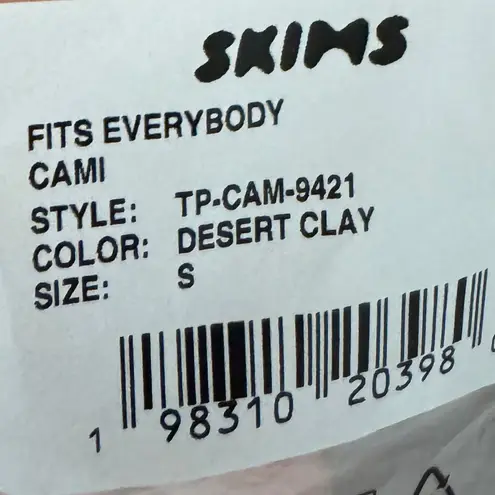 SKIMS
FITS EVERYBODY
CAMI
STYLE: TP-CAM-9421
COLOR: DESERT CLAY
SIZE: S
1 98310 20398